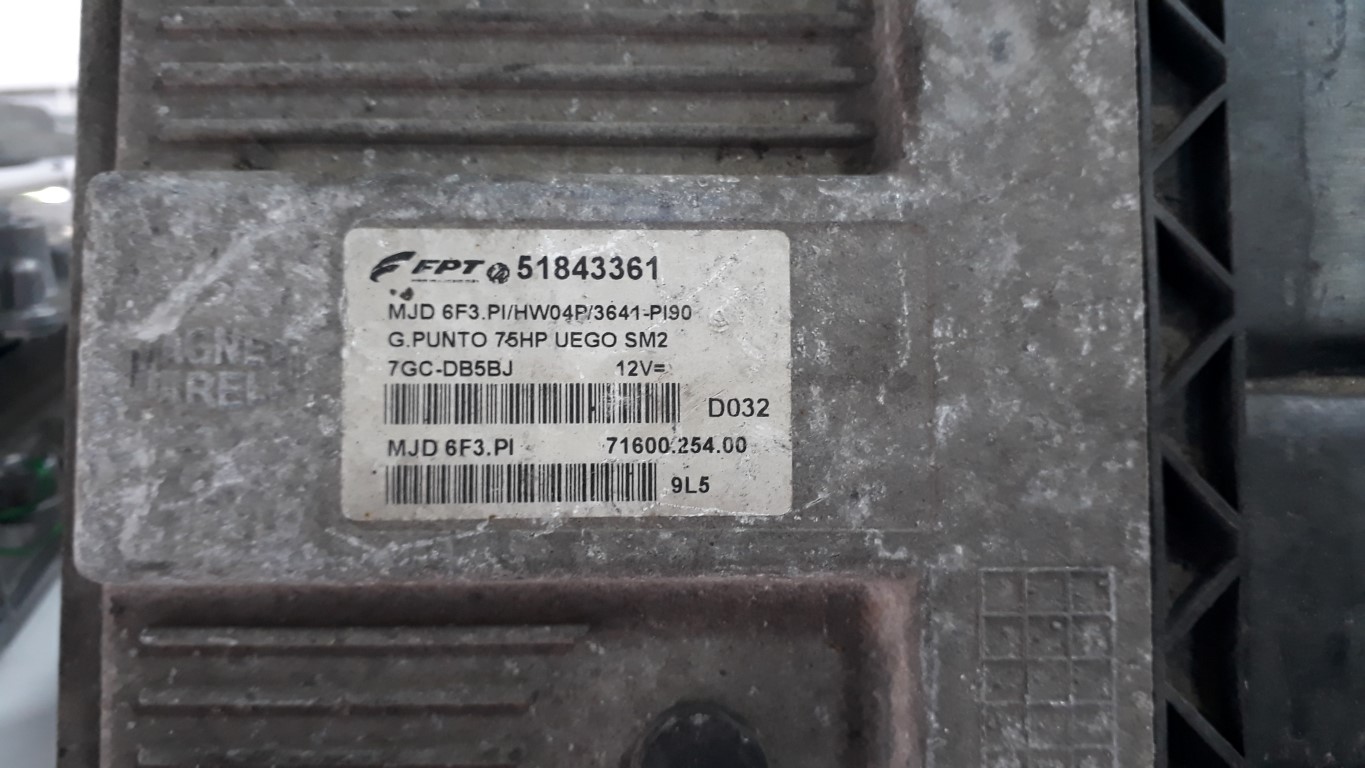 FPT 51843361
MJD 6F3.PI/HW04P/3641-PI90
G.PUNTO 75HP UEGO SM2
7GC-DB5BJ 12V=
D032
MJD 6F3.PI 71600.254.00
9L5